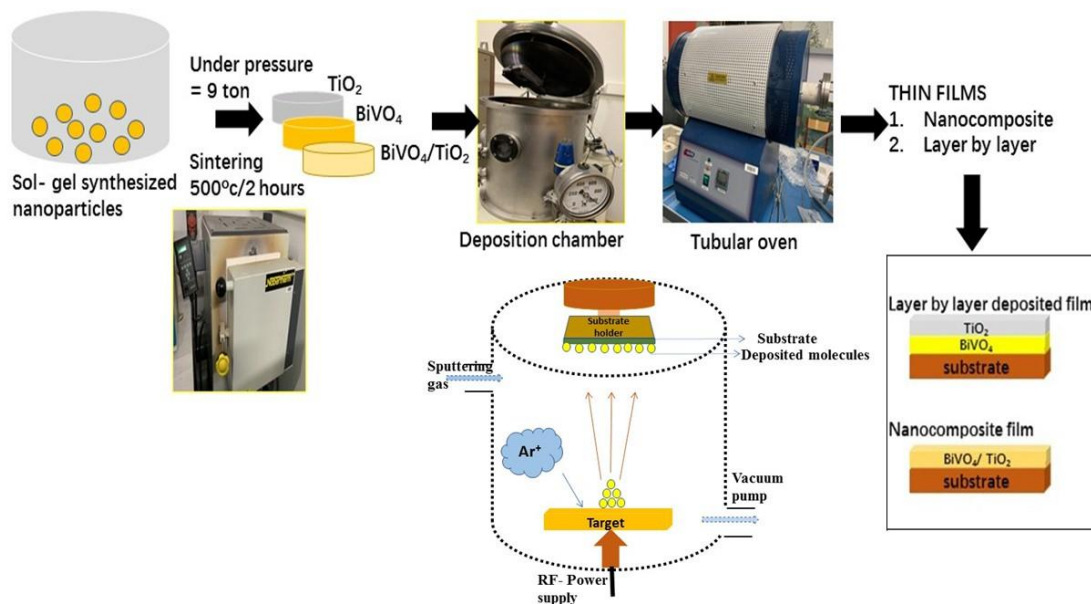 Sol- gel synthesized
nanoparticles
Under pressure
= 9 ton
Sintering
500°c/2 hours
TiO₂
BiVO₄
BiVO₄/TiO₂
Deposition chamber
Tubular oven
THIN FILMS
1. Nanocomposite
2. Layer by layer
Layer by layer deposited film
TiO₂
BiVO₄
substrate
Nanocomposite film
BiVO₄/ TiO₂
substrate
Substrate
holder
Substrate
Deposited molecules
Sputtering
gas
Ar⁺
Vacuum
pump
Target
RF- Power
supply